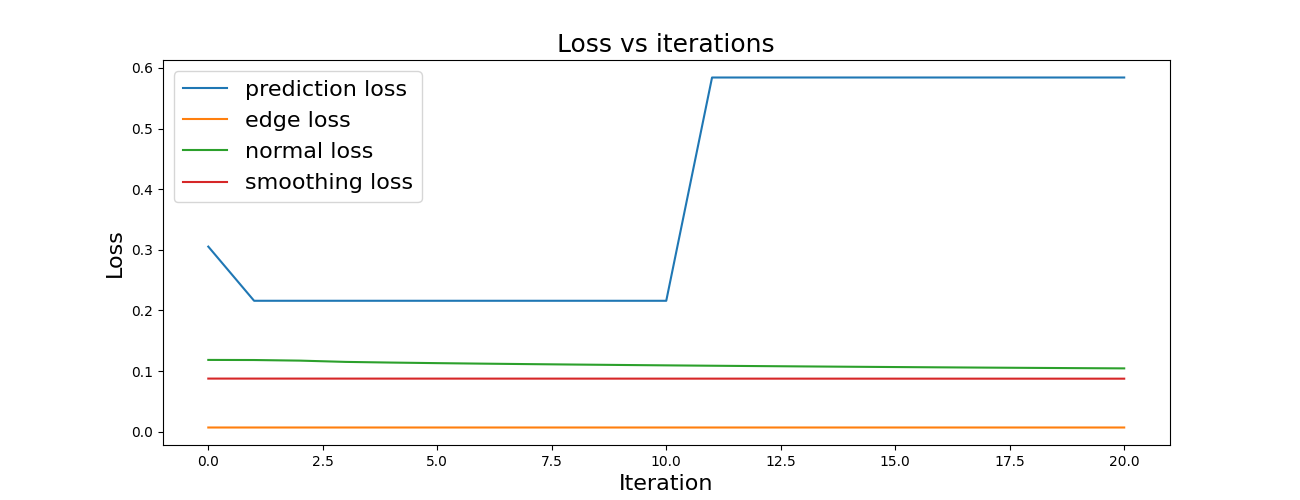 Loss vs iterations
prediction loss
edge loss
normal loss
smoothing loss
0.6
0.5
0.4
0.3
0.2
0.1
0.0
Loss
0.0 2.5 5.0 7.5 10.0 12.5 15.0 17.5 20.0
Iteration